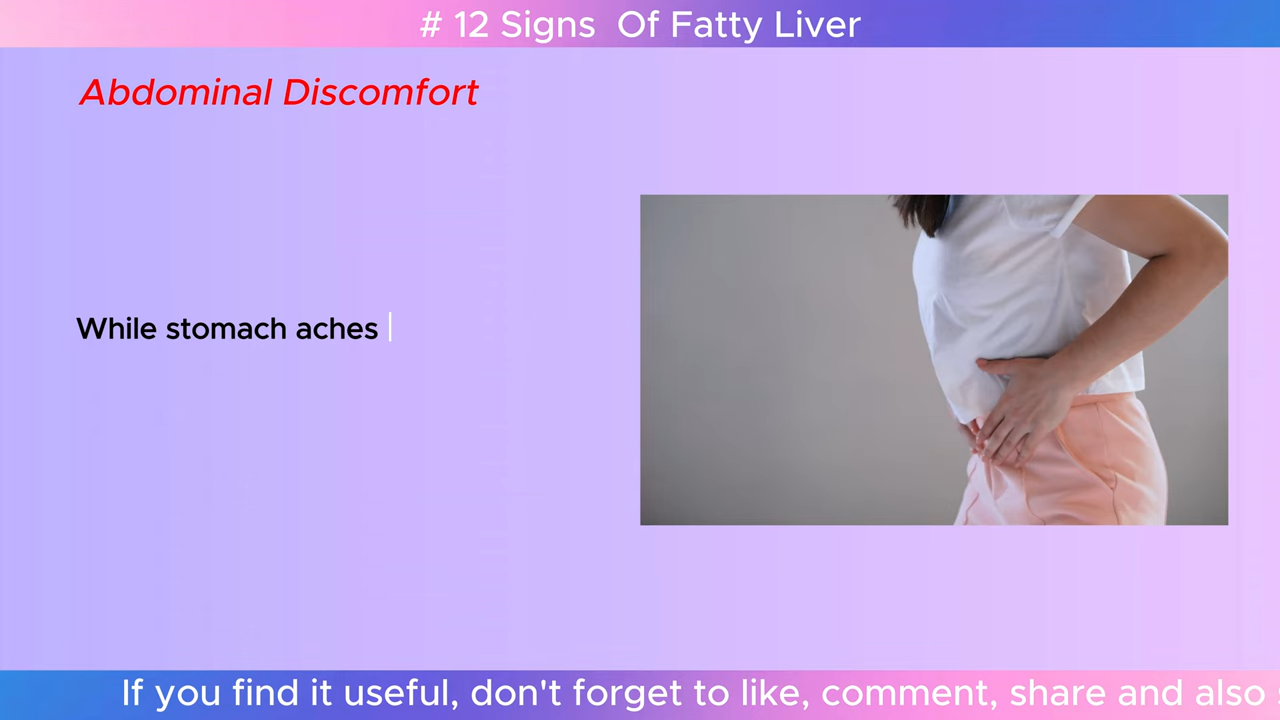 # 12 Signs Of Fatty Liver
Abdominal Discomfort
While stomach aches
If you find it useful, don't forget to like, comment, share and also